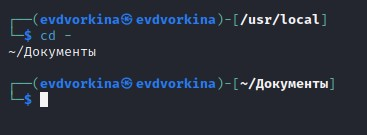 ┌──(evdvorkina㉿evdvorkina)-[/usr/local]
└─$ cd -
~/Документы
┌──(evdvorkina㉿evdvorkina)-[~/Документы]
└─$